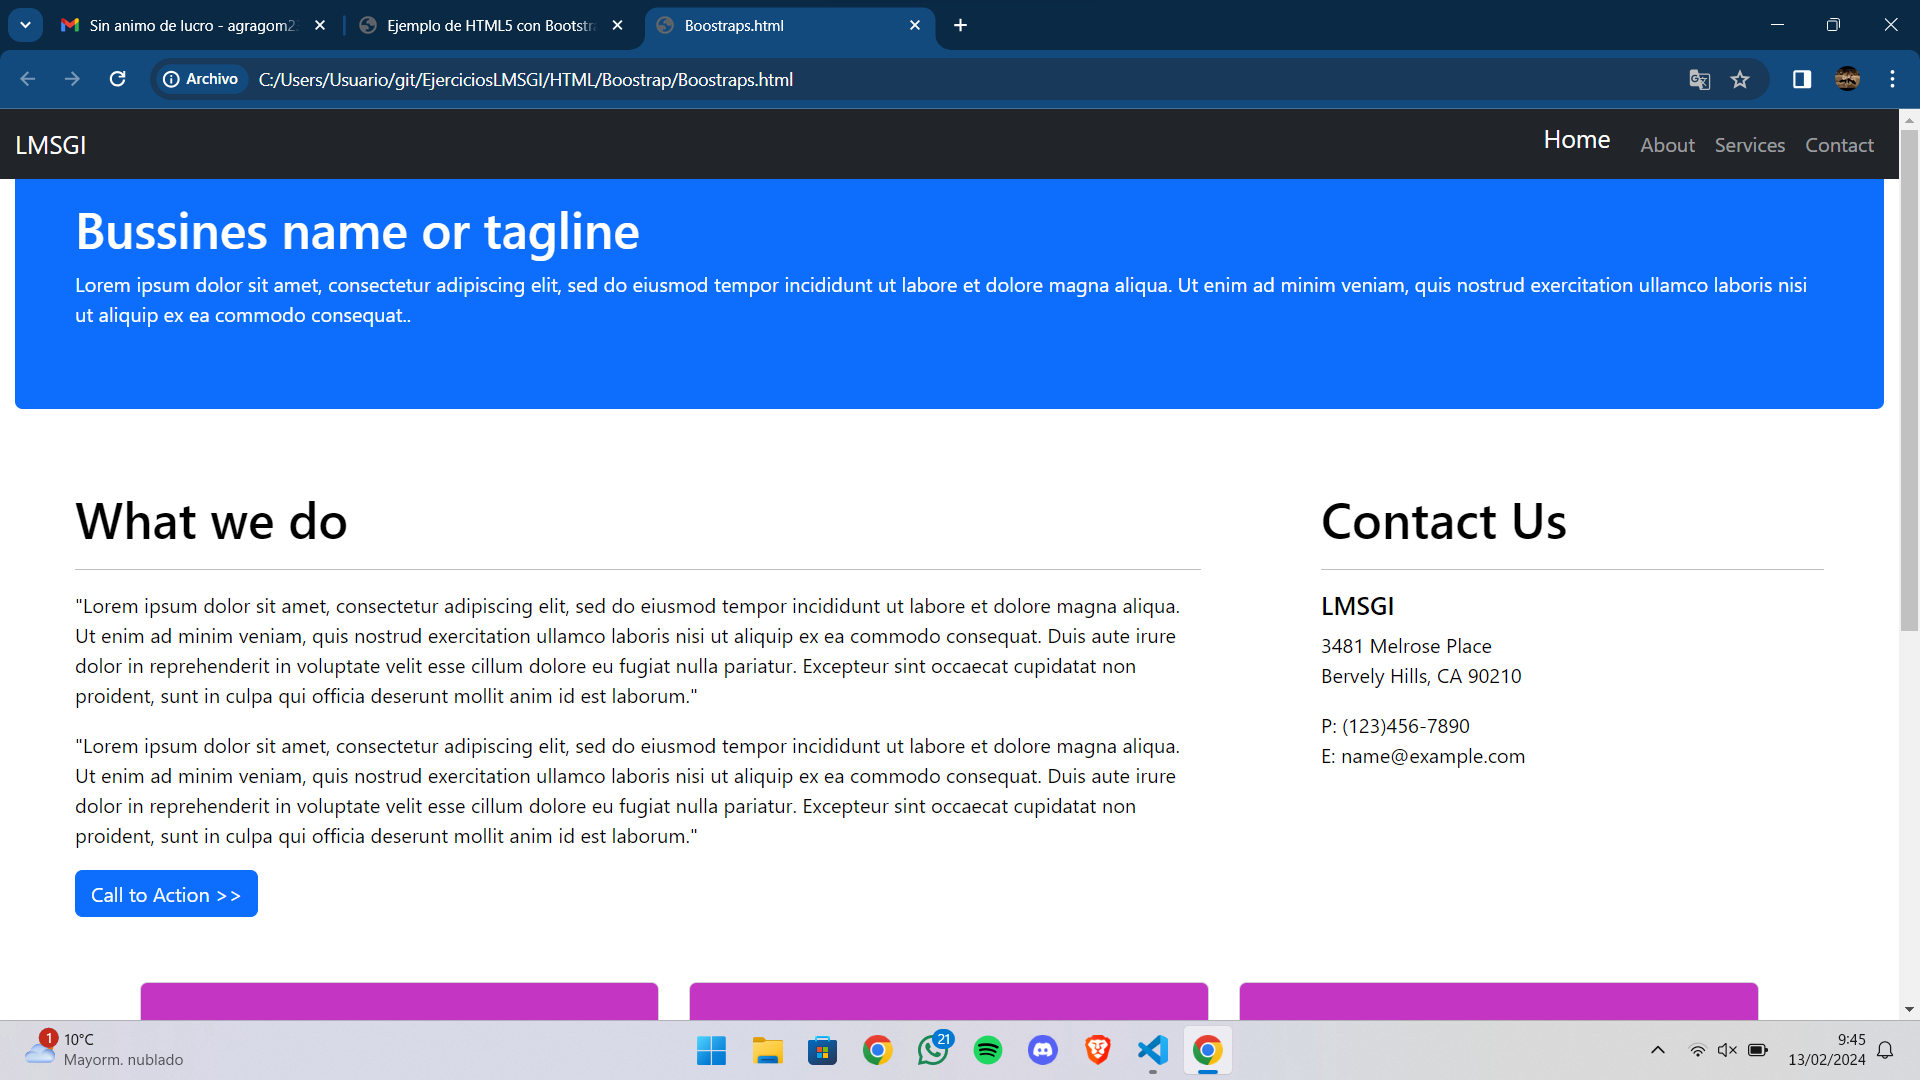 Sin animo de lucro - agragom2
Ejemplo de HTML5 con Bootstra
Boostraps.html
Archivo
C:/Users/Usuario/git/EjerciciosLMSGI/HTML/Boostrap/Boostraps.html
LMSGI
Home
About
Services
Contact
Bussines name or tagline
Lorem ipsum dolor sit amet, consectetur adipiscing elit, sed do eiusmod tempor incididunt ut labore et dolore magna aliqua. Ut enim ad minim veniam, quis nostrud exercitation ullamco laboris nisi
ut aliquip ex ea commodo consequat..
What we do
"Lorem ipsum dolor sit amet, consectetur adipiscing elit, sed do eiusmod tempor incididunt ut labore et dolore magna aliqua.
Ut enim ad minim veniam, quis nostrud exercitation ullamco laboris nisi ut aliquip ex ea commodo consequat. Duis aute irure
dolor in reprehenderit in voluptate velit esse cillum dolore eu fugiat nulla pariatur. Excepteur sint occaecat cupidatat non
proident, sunt in culpa qui officia deserunt mollit anim id est laborum."
"Lorem ipsum dolor sit amet, consectetur adipiscing elit, sed do eiusmod tempor incididunt ut labore et dolore magna aliqua.
Ut enim ad minim veniam, quis nostrud exercitation ullamco laboris nisi ut aliquip ex ea commodo consequat. Duis aute irure
dolor in reprehenderit in voluptate velit esse cillum dolore eu fugiat nulla pariatur. Excepteur sint occaecat cupidatat non
proident, sunt in culpa qui officia deserunt mollit anim id est laborum."
Call to Action >>
Contact Us
LMSGI
3481 Melrose Place
Bervely Hills, CA 90210
P: (123)456-7890
E: name@example.com
1
10°C
Mayorm. nublado
21
9:45
13/02/2024